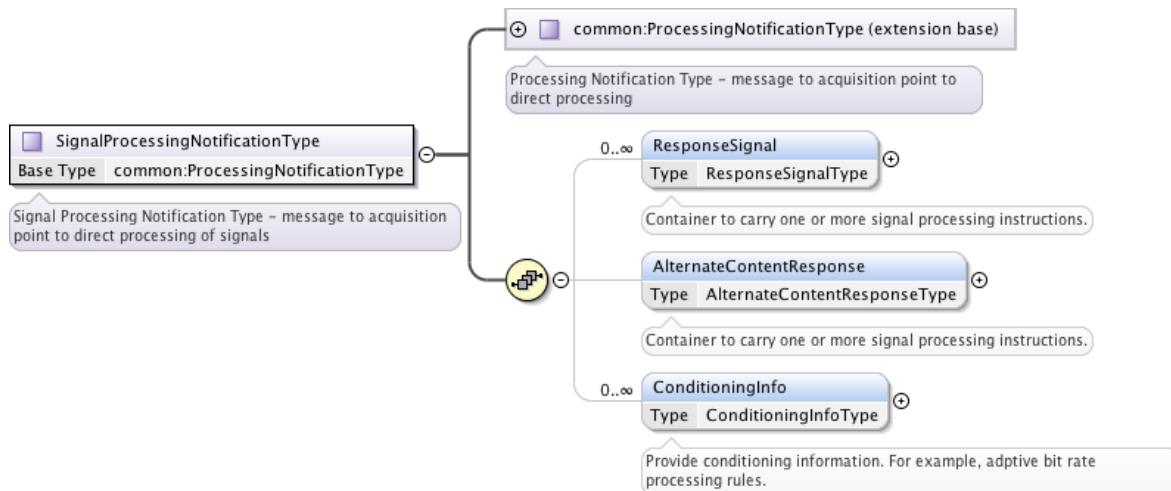 common:ProcessingNotificationType (extension base)
Processing Notification Type – message to acquisition point to
direct processing
SignalProcessingNotificationType
Base Type common:ProcessingNotificationType
Signal Processing Notification Type – message to acquisition
point to direct processing of signals
0..∞
ResponseSignal
Type ResponseSignalType
Container to carry one or more signal processing instructions.
AlternateContentResponse
Type AlternateContentResponseType
Container to carry one or more signal processing instructions.
0..∞
ConditioningInfo
Type ConditioningInfoType
Provide conditioning information. For example, adptive bit rate
processing rules.